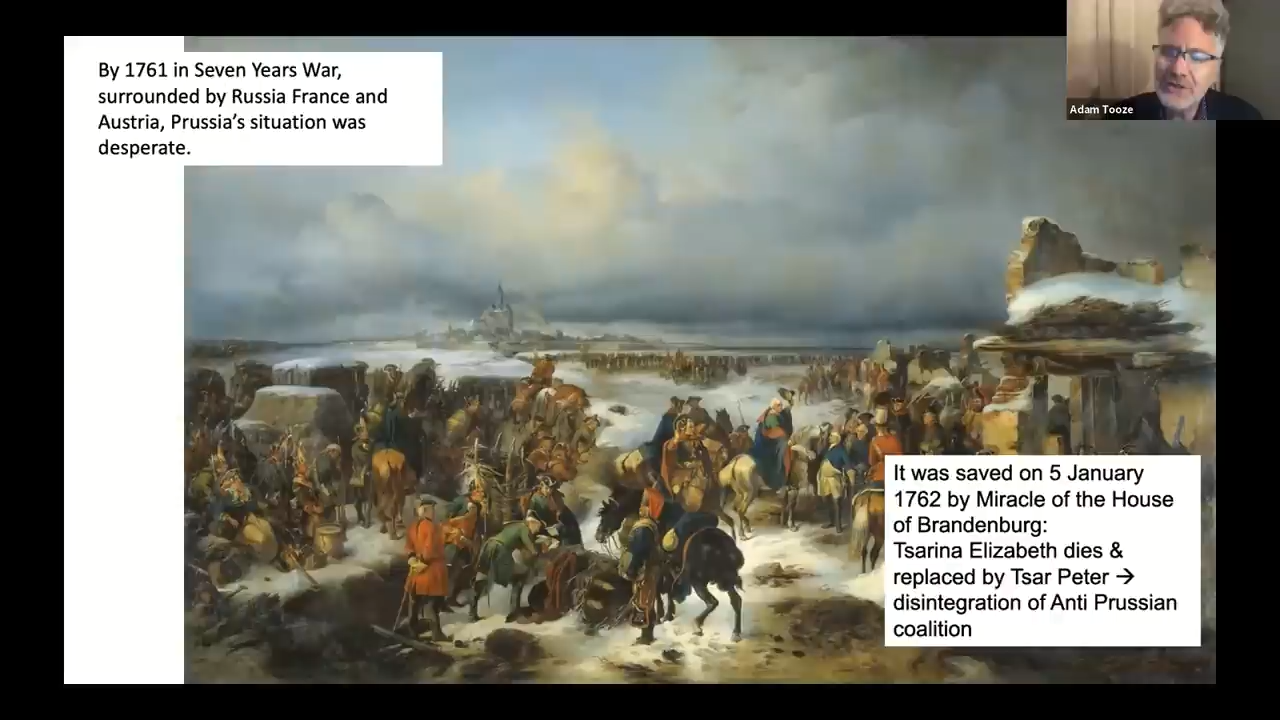 By 1761 in Seven Years War,
surrounded by Russia France and
Austria, Prussia’s situation was
desperate.
Adam Tooze
It was saved on 5 January
1762 by Miracle of the House
of Brandenburg:
Tsarina Elizabeth dies &
replaced by Tsar Peter →
disintegration of Anti Prussian
coalition